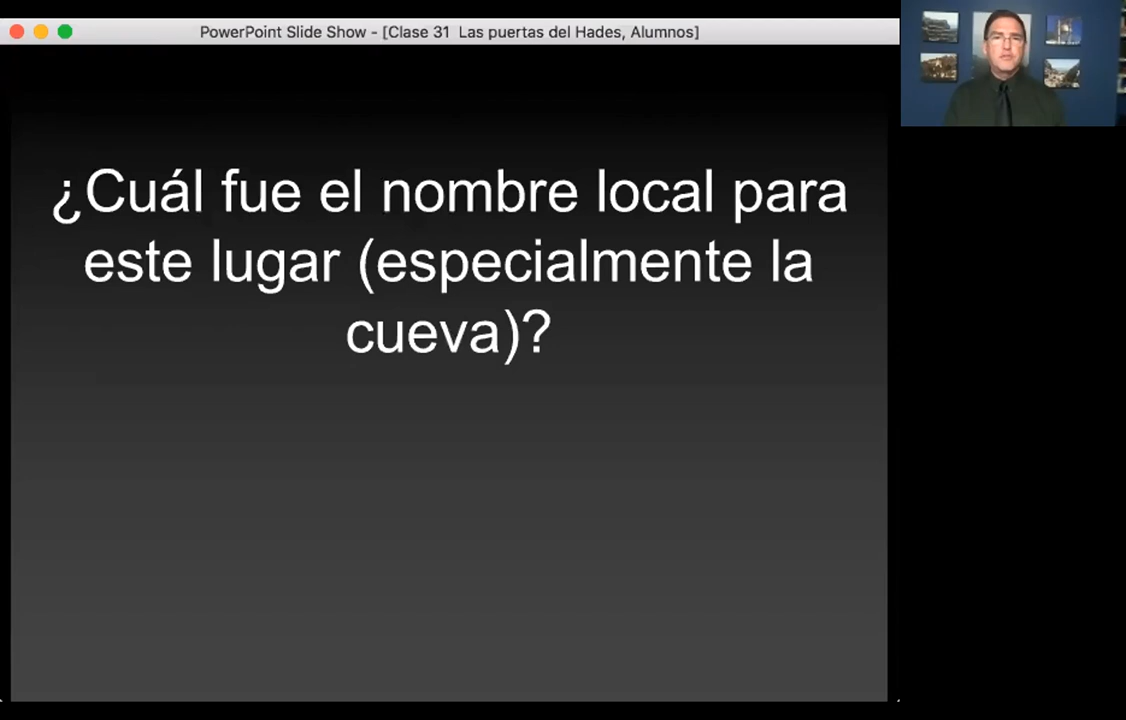 PowerPoint Slide Show - [Clase 31 Las puertas del Hades, Alumnos]
¿Cuál fue el nombre local para
este lugar (especialmente la
cueva)?